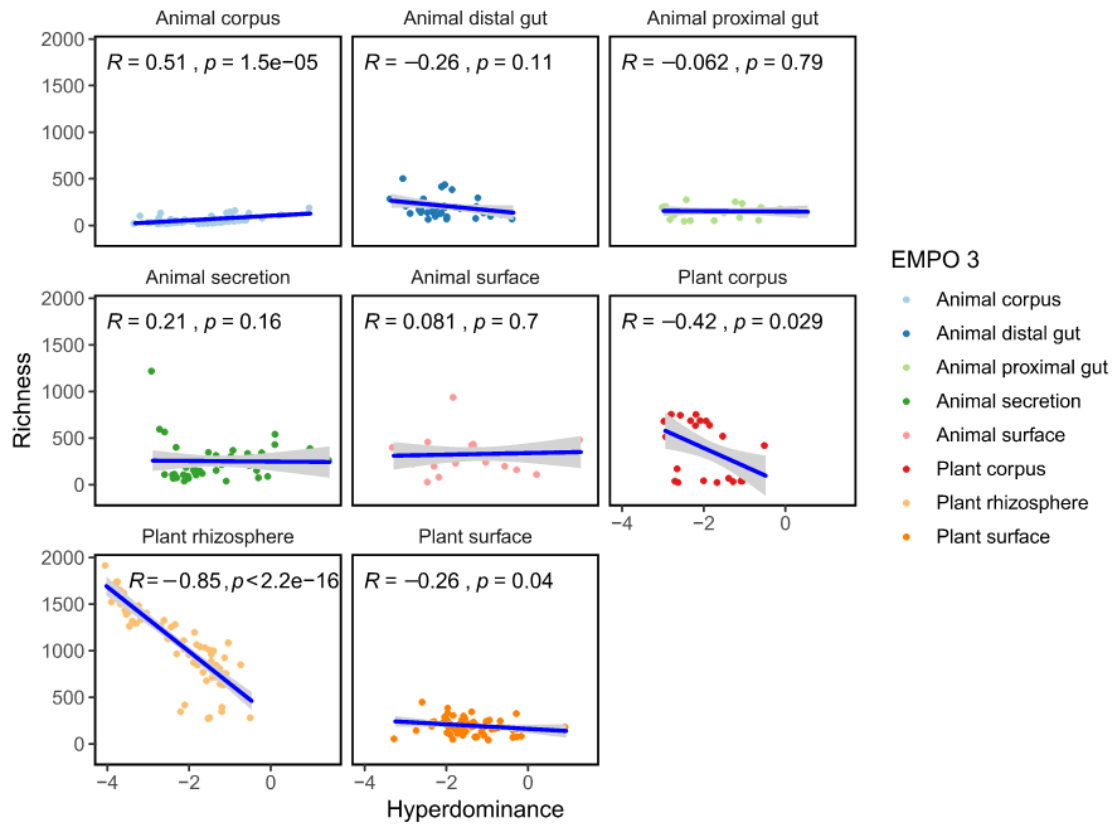 Animal corpus Animal distal gut Animal proximal gut
2000
1500
1000
500
0
R = 0.51 , p = 1.5e−05
R = −0.26 , p = 0.11
R = −0.062 , p = 0.79
Animal secretion Animal surface Plant corpus
2000
1500
1000
500
0
R = 0.21 , p = 0.16
R = 0.081 , p = 0.7
R = −0.42 , p = 0.029
−4 −2 0
Plant rhizosphere Plant surface
2000
1500
1000
500
0
R = −0.85 , p < 2.2e−16
R = −0.26 , p = 0.04
−4 −2 0
−4 −2 0
Richness
Hyperdominance
EMPO 3
Animal corpus
Animal distal gut
Animal proximal gut
Animal secretion
Animal surface
Plant corpus
Plant rhizosphere
Plant surface